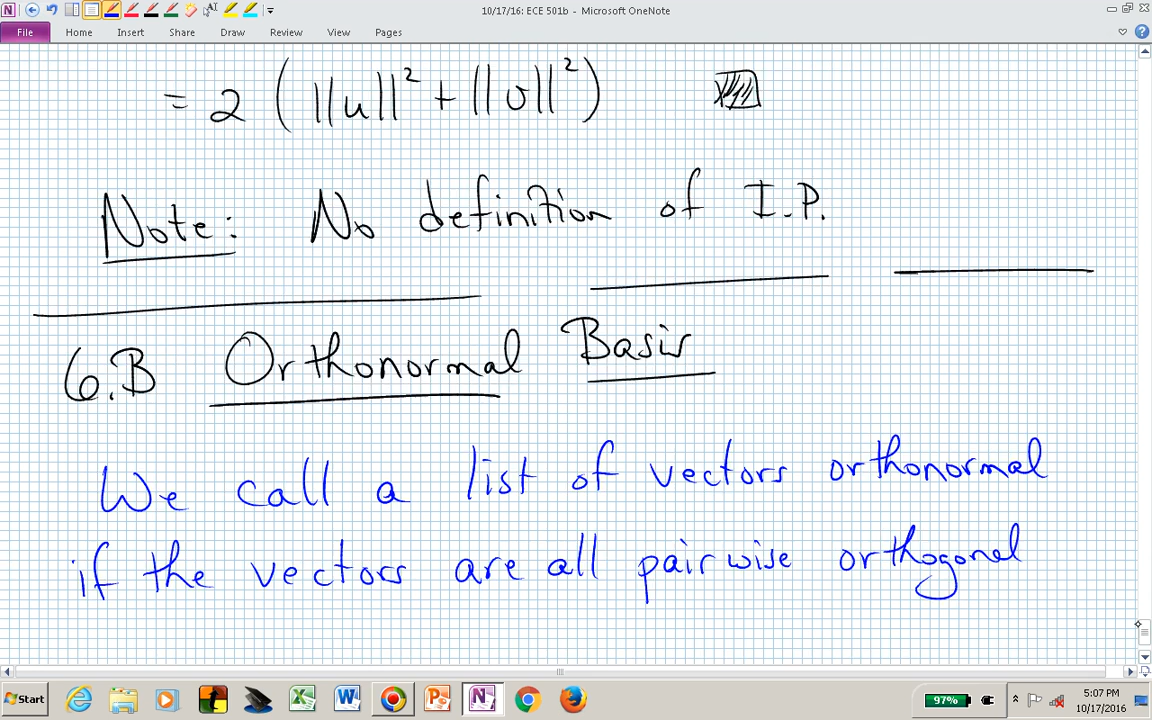 10/17/16: ECE 501b - Microsoft OneNote
File Home Insert Share Draw Review View Pages
= 2 (||u||² + ||v||²)
Note: No definition of I.P.
6.B Orthonormal Basis
We call a list of vectors orthonormal
if the vectors are all pairwise orthogonal
Start 97% 5:07 PM
10/17/2016